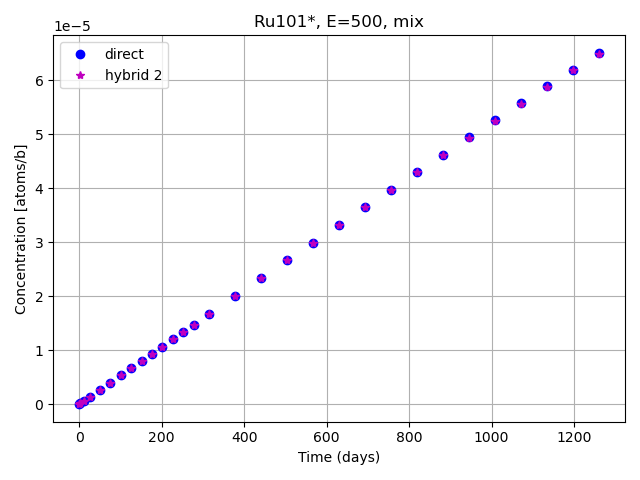 Ru101*, E=500, mix
1e−5
direct
hybrid 2
6
5
4
3
2
1
0
Concentration [atoms/b]
0 200 400 600 800 1000 1200
Time (days)